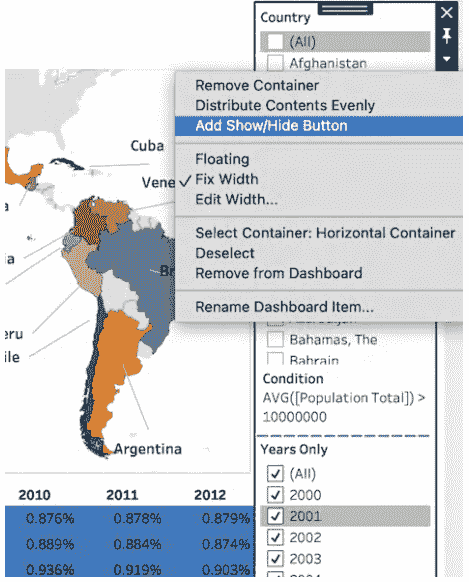 Country
(All)
Afghanistan
Remove Container
Distribute Contents Evenly
Add Show/Hide Button
Floating
Fix Width
Edit Width...
Select Container: Horizontal Container
Deselect
Remove from Dashboard
Rename Dashboard Item...
Cuba
Argentina
Bahamas, The
Bahrain
Condition
AVG([Population Total]) >
10000000
Years Only
(All)
2000
2001
2002
2003
2010 2011 2012
0.876% 0.878% 0.879%
0.889% 0.884% 0.874%
0.936% 0.919% 0.903%